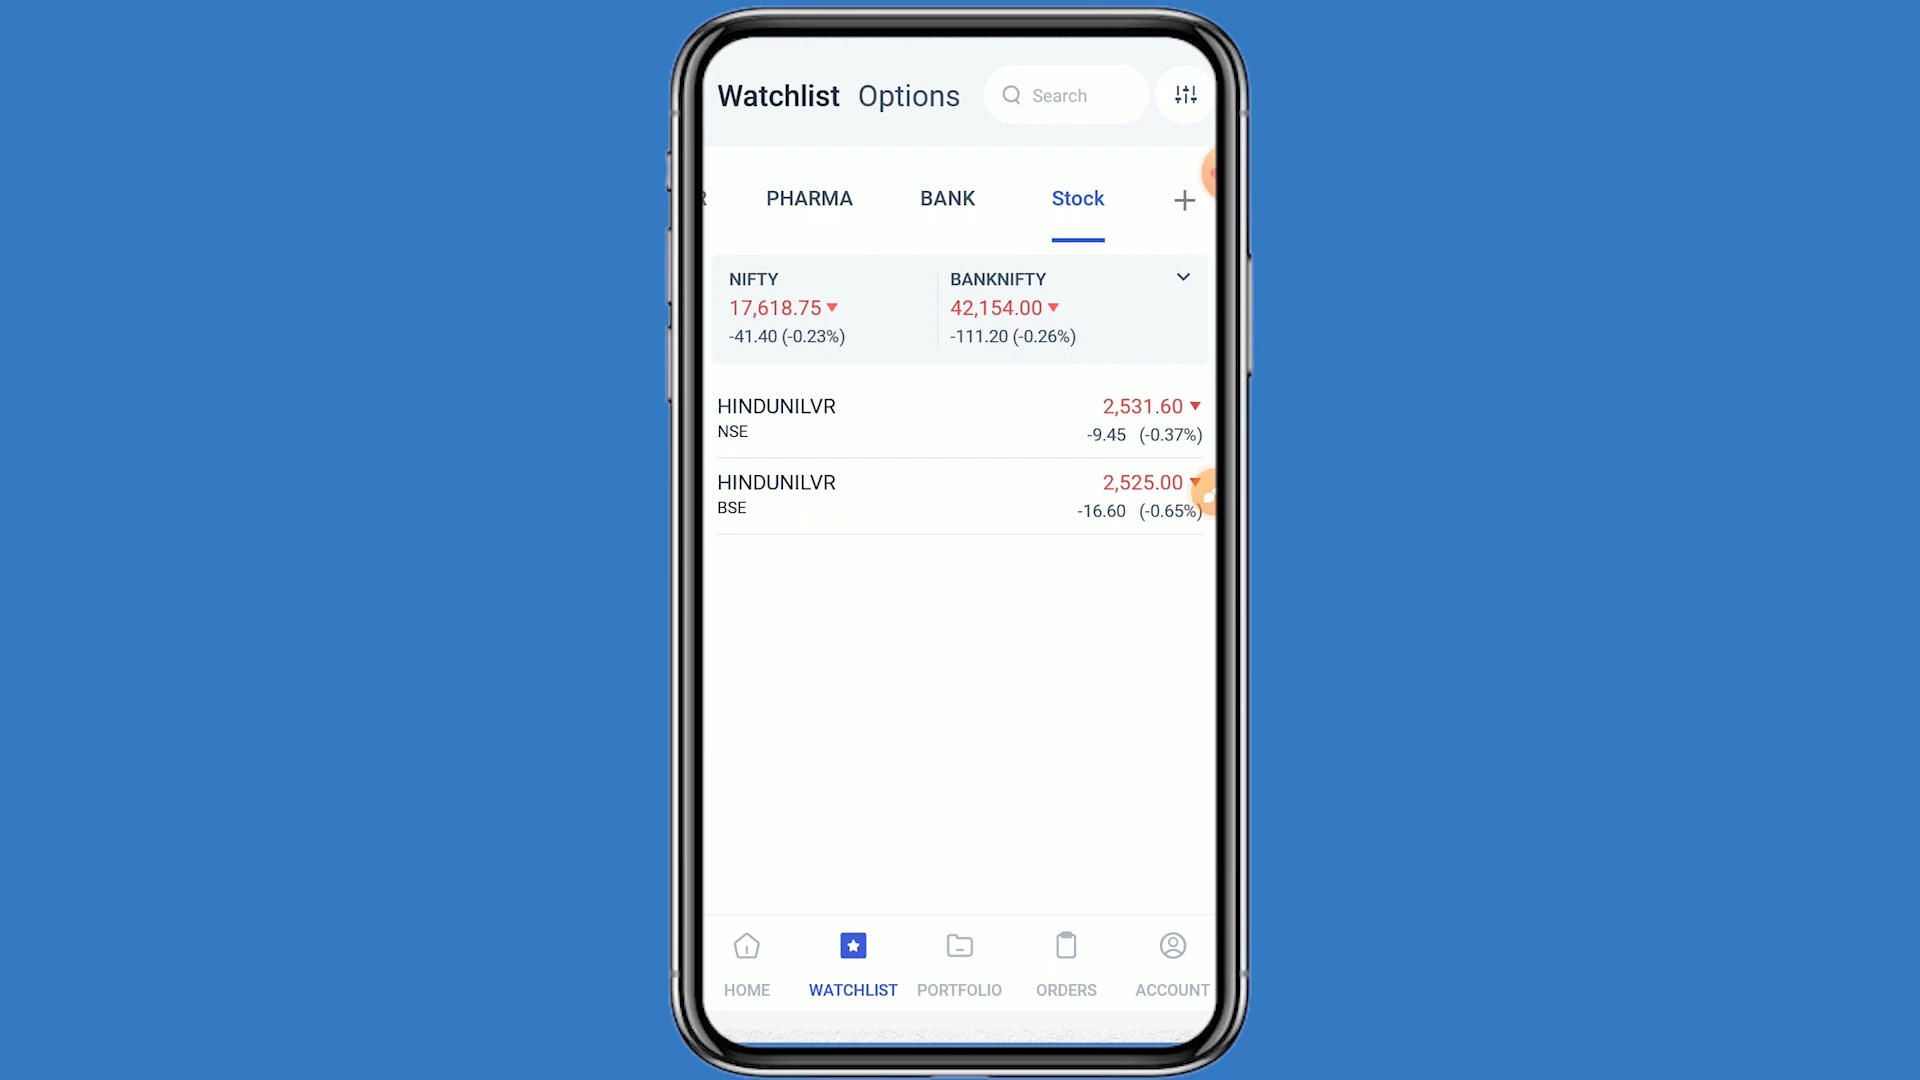 Watchlist Options Search
PHARMA BANK Stock
NIFTY BANKNIFTY
17,618.75 42,154.00
-41.40 (-0.23%) -111.20 (-0.26%)
HINDUNILVR 2,531.60
NSE -9.45 (-0.37%)
HINDUNILVR 2,525.00
BSE -16.60 (-0.65%)
HOME WATCHLIST PORTFOLIO ORDERS ACCOUNT